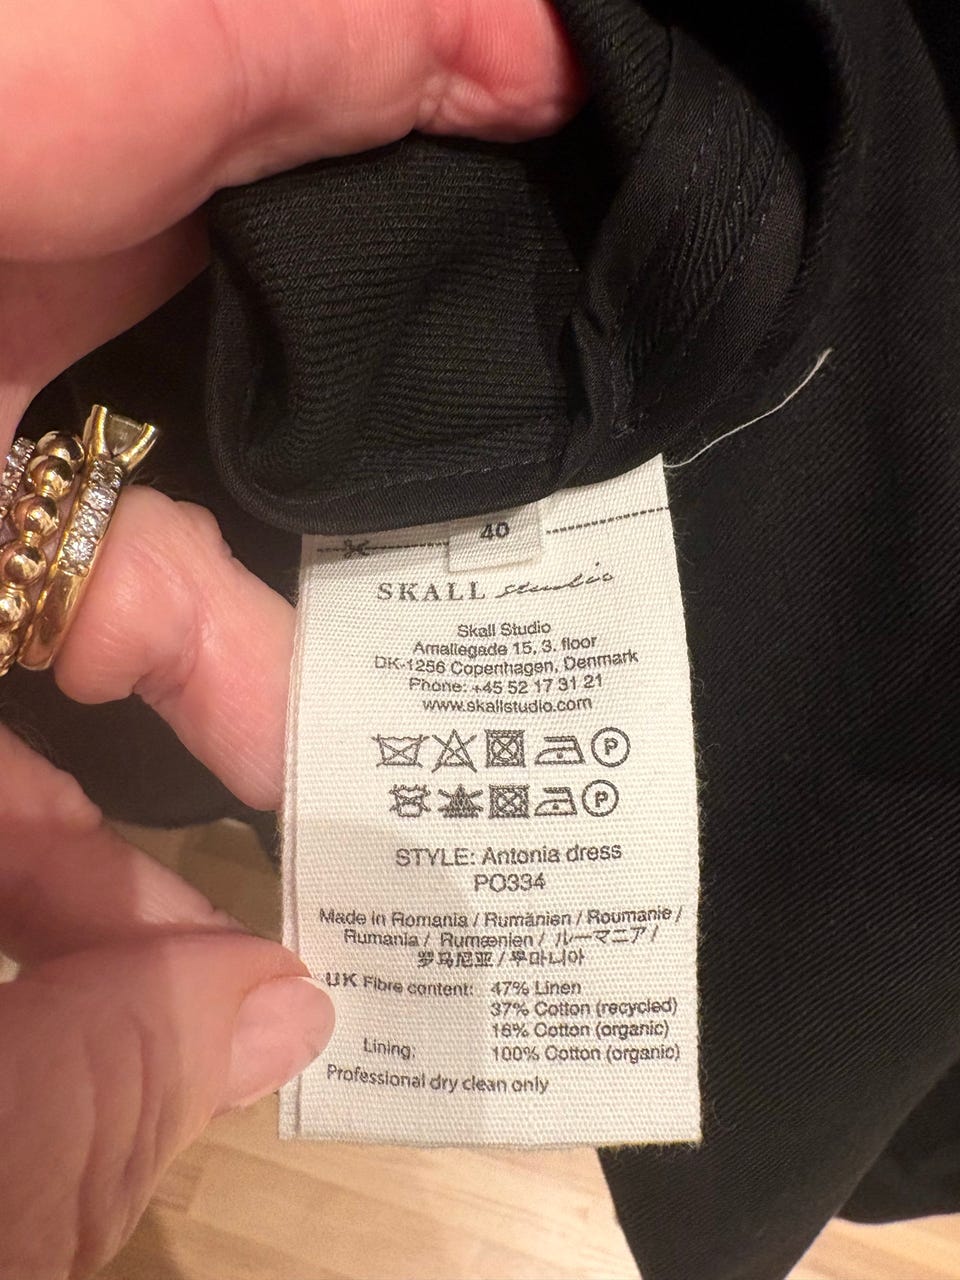 40
SKALL studio
Skall Studio
Amaliegade 15, 3. floor
DK-1256 Copenhagen, Denmark
Phone: +45 52 17 31 21
www.skallstudio.com
P
P
STYLE: Antonia dress
PO334
Made in Romania / Rumänien / Roumanie /
Rumania / Rumænien / ルーマニア /
罗马尼亚 / 루마니아
UK Fibre content: 47% Linen
37% Cotton (recycled)
16% Cotton (organic)
Lining: 100% Cotton (organic)
Professional dry clean only